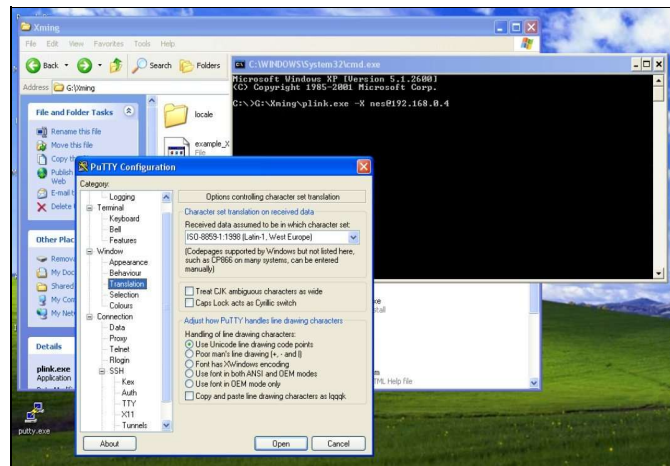 Xming
File Edit View Favorites Tools Help
Back
Search
Folders
Address G:\Xming
File and Folder Tasks
Rename this file
Move this file
Copy th
Publish
Web
E-mail t
Delete
Other Plac
Remov
My Doc
Shared
My Com
My Net
Details
plink.exe
Application
locale
example_X
File
C:\WINDOWS\System32\cmd.exe
Microsoft Windows XP [Version 5.1.2600]
(C) Copyright 1985-2001 Microsoft Corp.
C:\>G:\Xming\plink.exe -X nes@192.168.0.4
PuTTY Configuration
Category:
Logging
Terminal
Keyboard
Bell
Features
Window
Appearance
Behaviour
Translation
Selection
Colours
Connection
Data
Proxy
Telnet
Rlogin
SSH
Kex
Auth
TTY
X11
Tunnels
Options controlling character set translation
Character set translation on received data
Received data assumed to be in which character set:
ISO-8859-1:1998 (Latin-1, West Europe)
(Codepages supported by Windows but not listed here,
such as CP866 on many systems, can be entered
manually)
Treat CJK ambiguous characters as wide
Caps Lock acts as Cyrillic switch
Adjust how PuTTY handles line drawing characters
Handling of line drawing characters:
Use Unicode line drawing code points
Poor man's line drawing (+, - and |)
Font has XWindows encoding
Use font in both ANSI and OEM modes
Use font in OEM mode only
Copy and paste line drawing characters as lqqqk
About
Open
Cancel
TML Help file
putty.exe